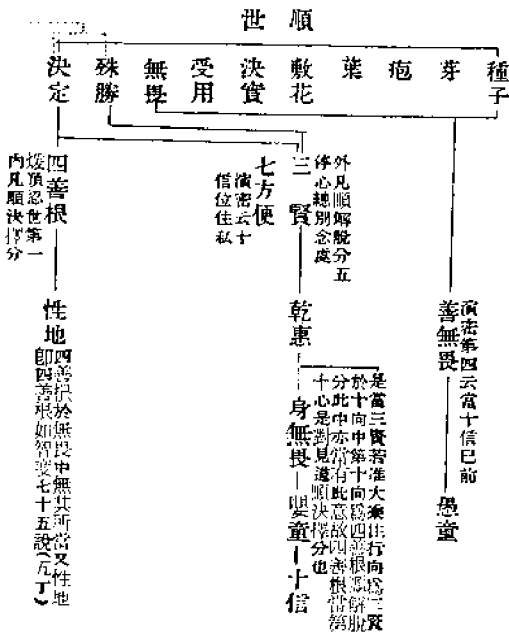 順世
種子
芽
疱
葉
敷花
決實
受用
無畏
殊勝
決定
演密第四云當十信已前
善無畏
愚童
外凡順解脫分五
停心總別念處
三賢
七方便
演密云十
信位住私
乾惠
是當三賢若准大乘住行向爲三賢
於十向中第十向爲四善根
分此中亦當有此意故四善根當第
十心是對見道順決擇分也
身無畏
嬰童
十信
四善根
煖頂忍世第一
內凡順決擇分
性地
四善根於無畏中無其所當又性地
即四善根如智度七十五說(九丁)